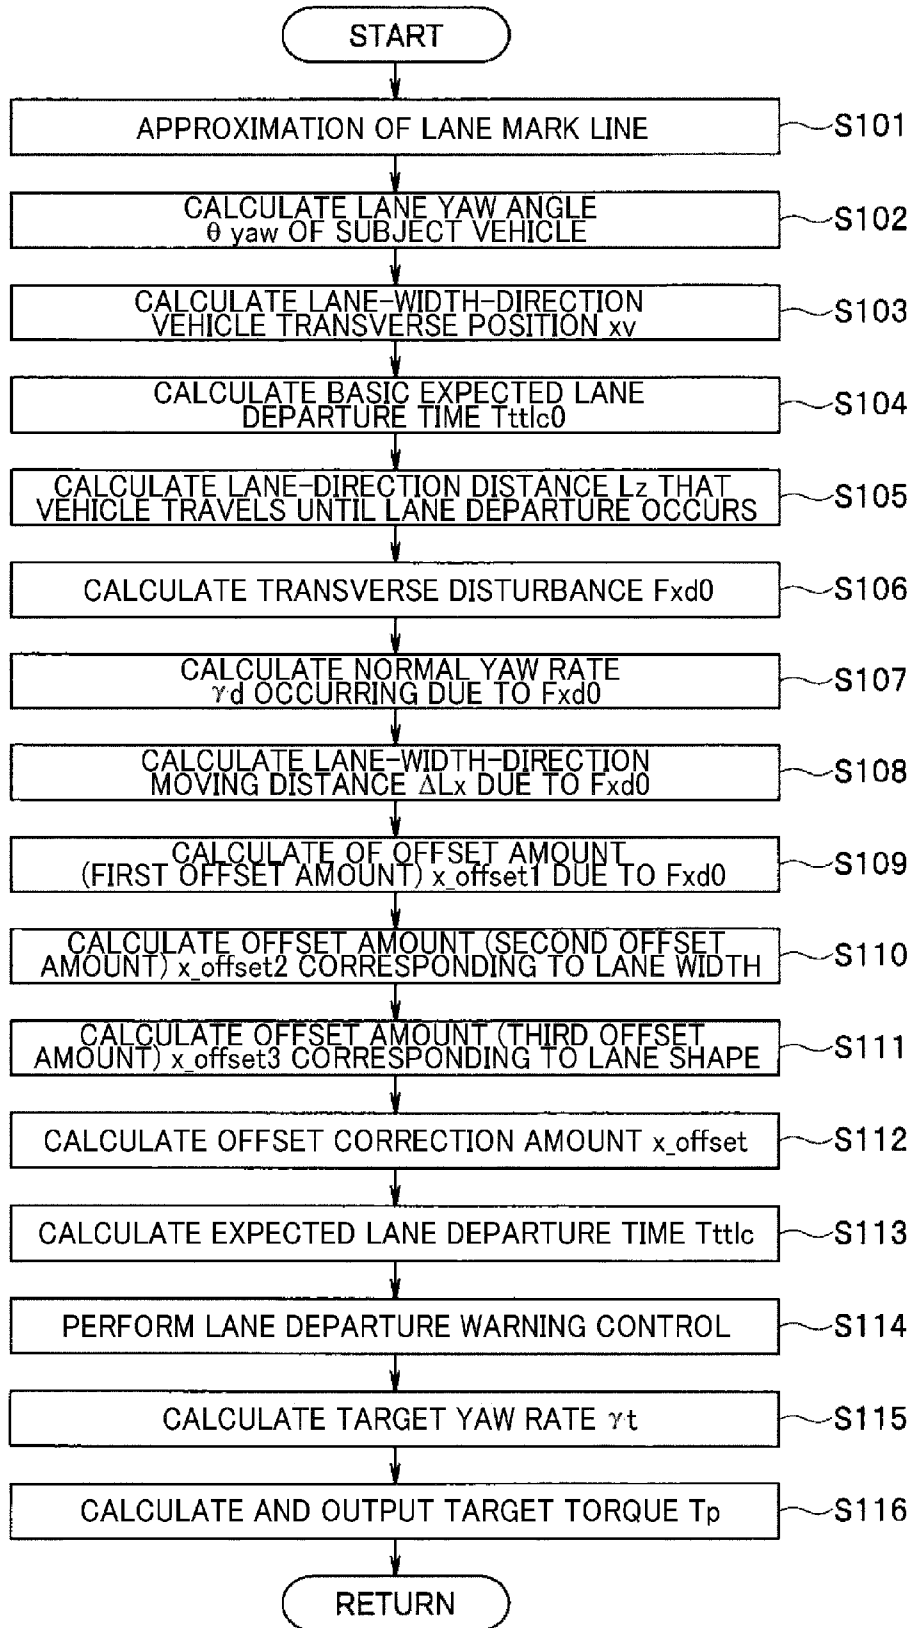 START
APPROXIMATION OF LANE MARK LINE
S101
CALCULATE LANE YAW ANGLE
θ yaw OF SUBJECT VEHICLE
S102
CALCULATE LANE-WIDTH-DIRECTION
VEHICLE TRANSVERSE POSITION xv
S103
CALCULATE BASIC EXPECTED LANE
DEPARTURE TIME Tttlc0
S104
CALCULATE LANE-DIRECTION DISTANCE Lz THAT
VEHICLE TRAVELS UNTIL LANE DEPARTURE OCCURS
S105
CALCULATE TRANSVERSE DISTURBANCE Fxd0
S106
CALCULATE NORMAL YAW RATE
γd OCCURRING DUE TO Fxd0
S107
CALCULATE LANE-WIDTH-DIRECTION
MOVING DISTANCE ΔLx DUE TO Fxd0
S108
CALCULATE OF OFFSET AMOUNT
(FIRST OFFSET AMOUNT) x_offset1 DUE TO Fxd0
S109
CALCULATE OFFSET AMOUNT (SECOND OFFSET
AMOUNT) x_offset2 CORRESPONDING TO LANE WIDTH
S110
CALCULATE OFFSET AMOUNT (THIRD OFFSET
AMOUNT) x_offset3 CORRESPONDING TO LANE SHAPE
S111
CALCULATE OFFSET CORRECTION AMOUNT x_offset
S112
CALCULATE EXPECTED LANE DEPARTURE TIME Tttlc
S113
PERFORM LANE DEPARTURE WARNING CONTROL
S114
CALCULATE TARGET YAW RATE γt
S115
CALCULATE AND OUTPUT TARGET TORQUE Tp
S116
RETURN